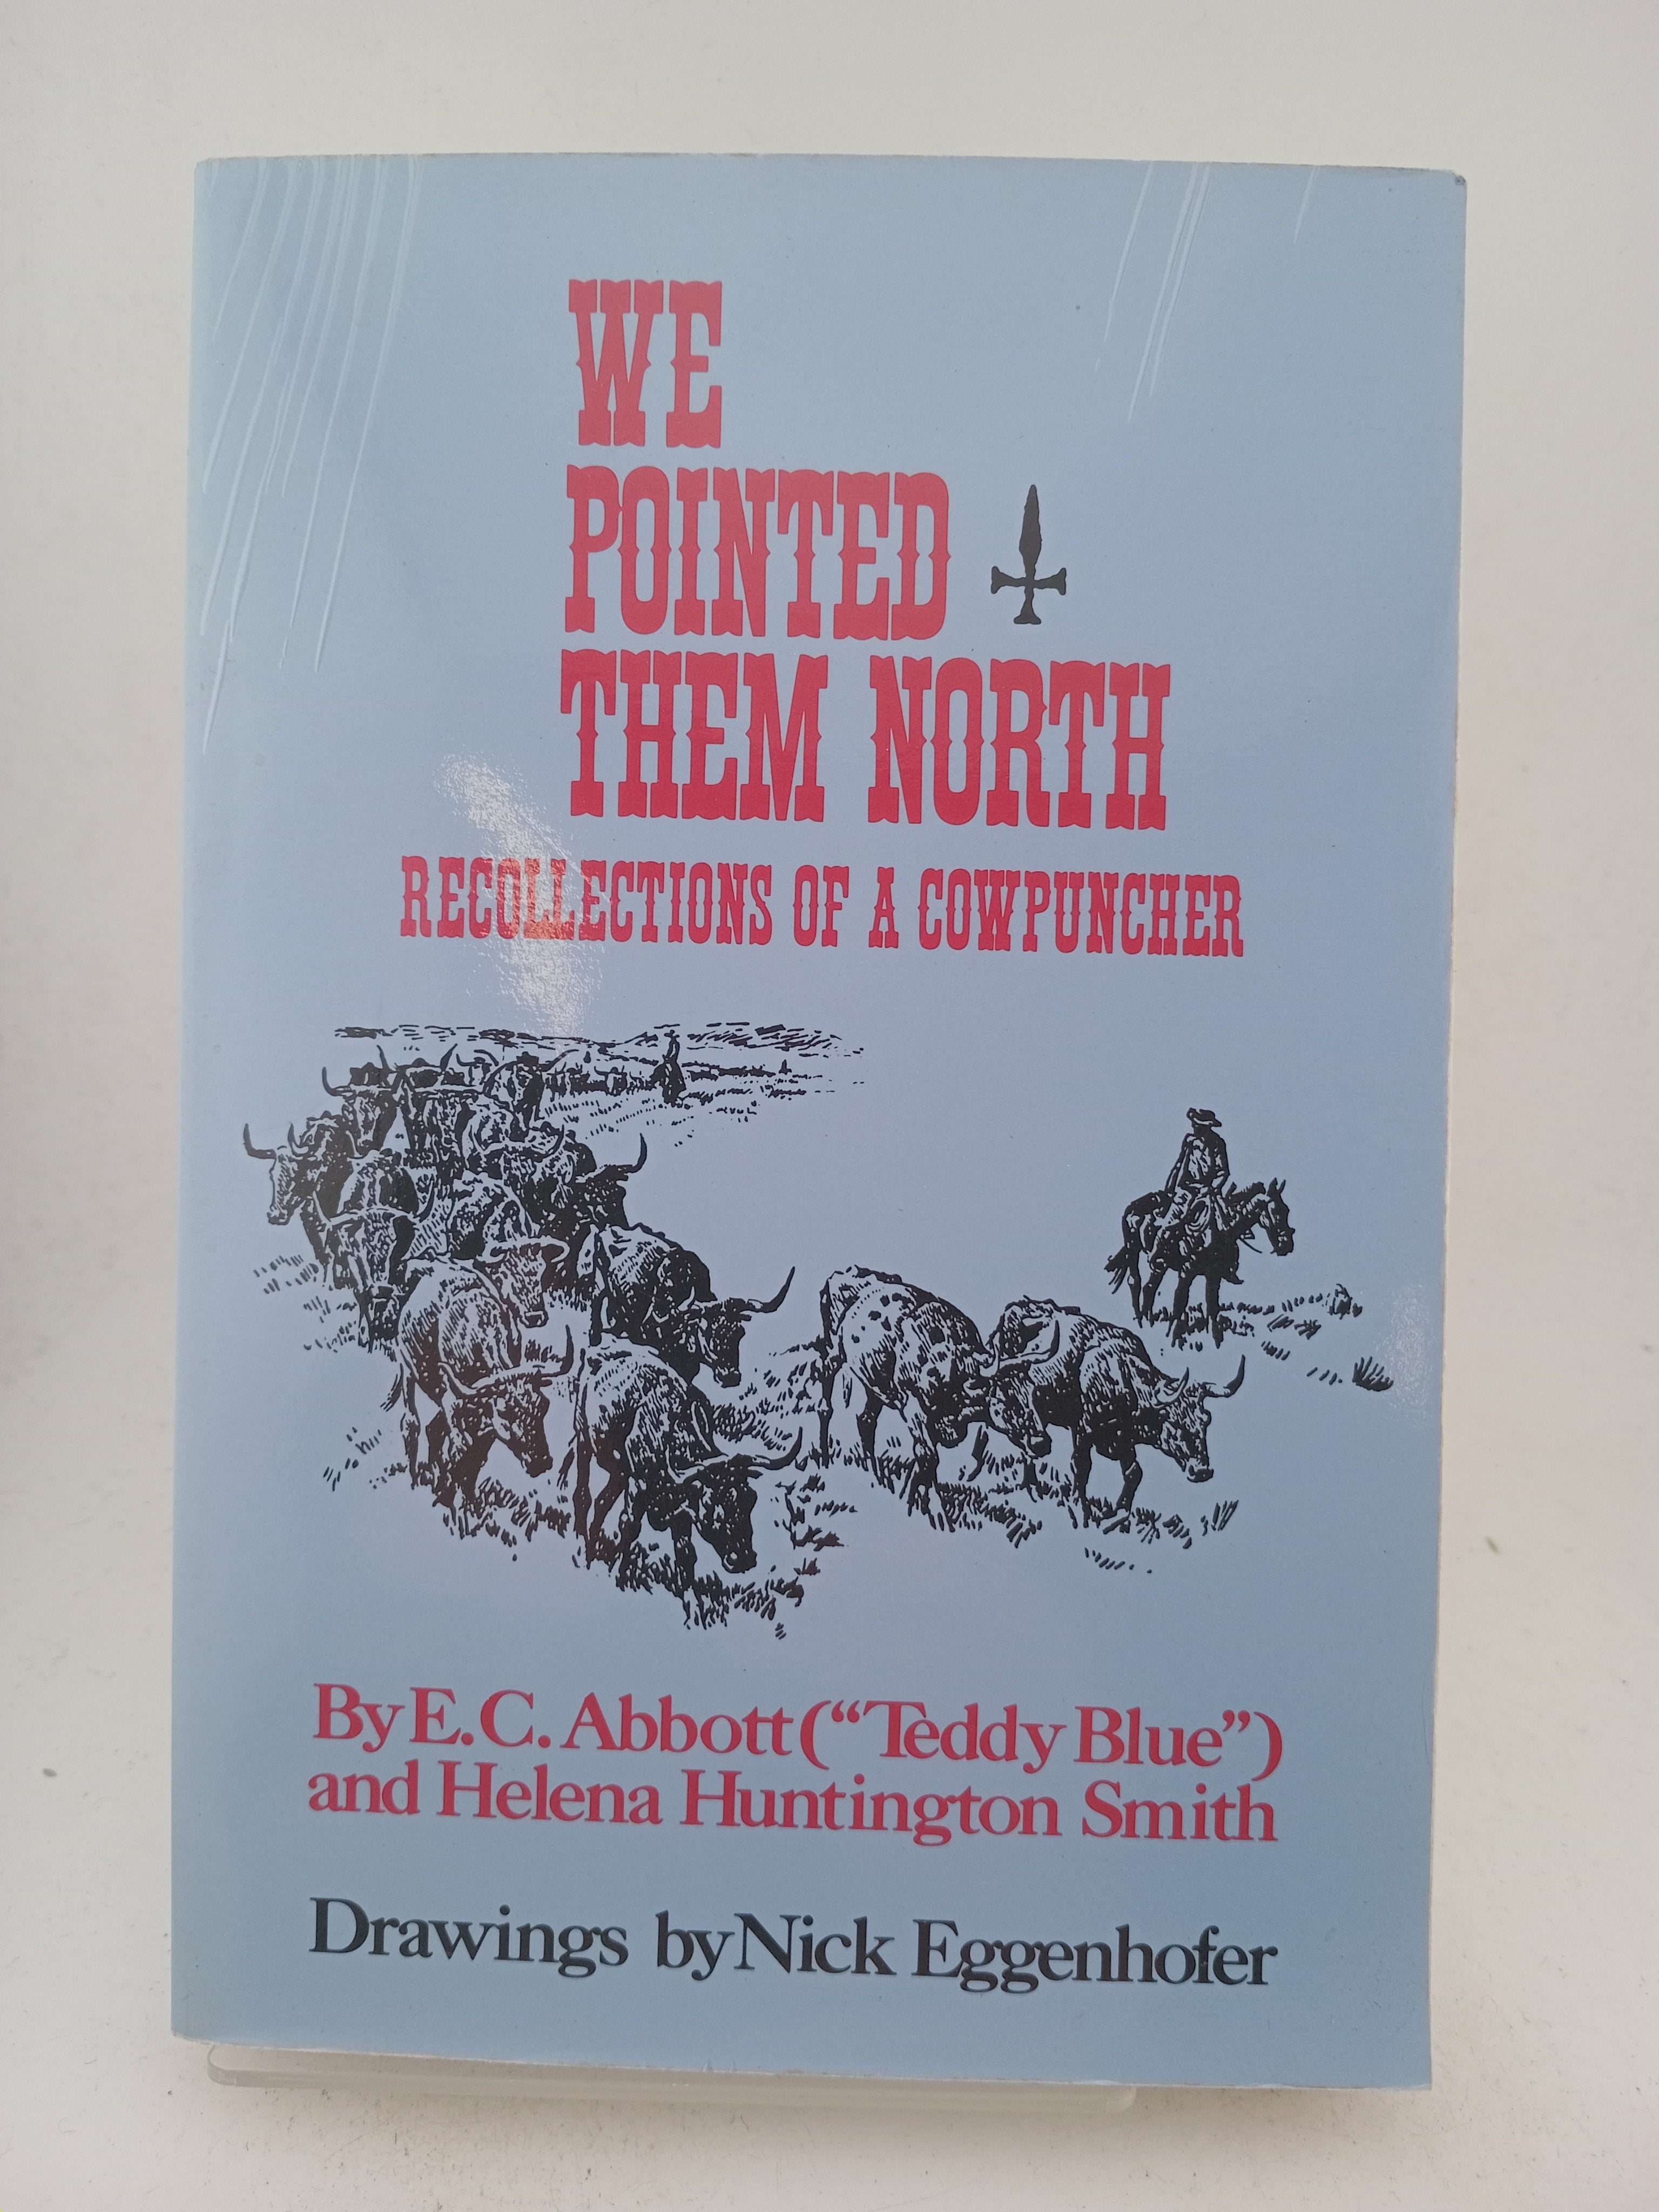 WE
POINTED
THEM NORTH
RECOLLECTIONS OF A COWPUNCHER
By E.C. Abbott (“Teddy Blue”)
and Helena Huntington Smith
Drawings by Nick Eggenhofer